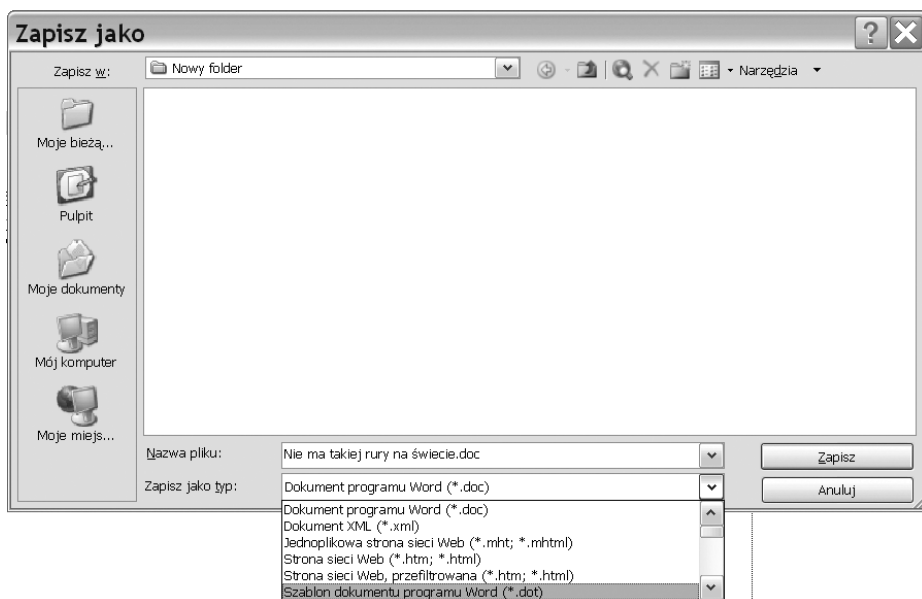 Zapisz jako
Zapisz w:
Nowy folder
Narzędzia
Moje bieżą...
Pulpit
Moje dokumenty
Mój komputer
Moje miejs...
Nazwa pliku:
Nie ma takiej rury na świecie.doc
Zapisz
Zapisz jako typ:
Dokument programu Word (*.doc)
Anuluj
Dokument programu Word (*.doc)
Dokument XML (*.xml)
Jednoplikowa strona sieci Web (*.mht; *.mhtml)
Strona sieci Web (*.htm; *.html)
Strona sieci Web, przefiltrowana (*.htm; *.html)
Szablon dokumentu programu Word (*.dot)